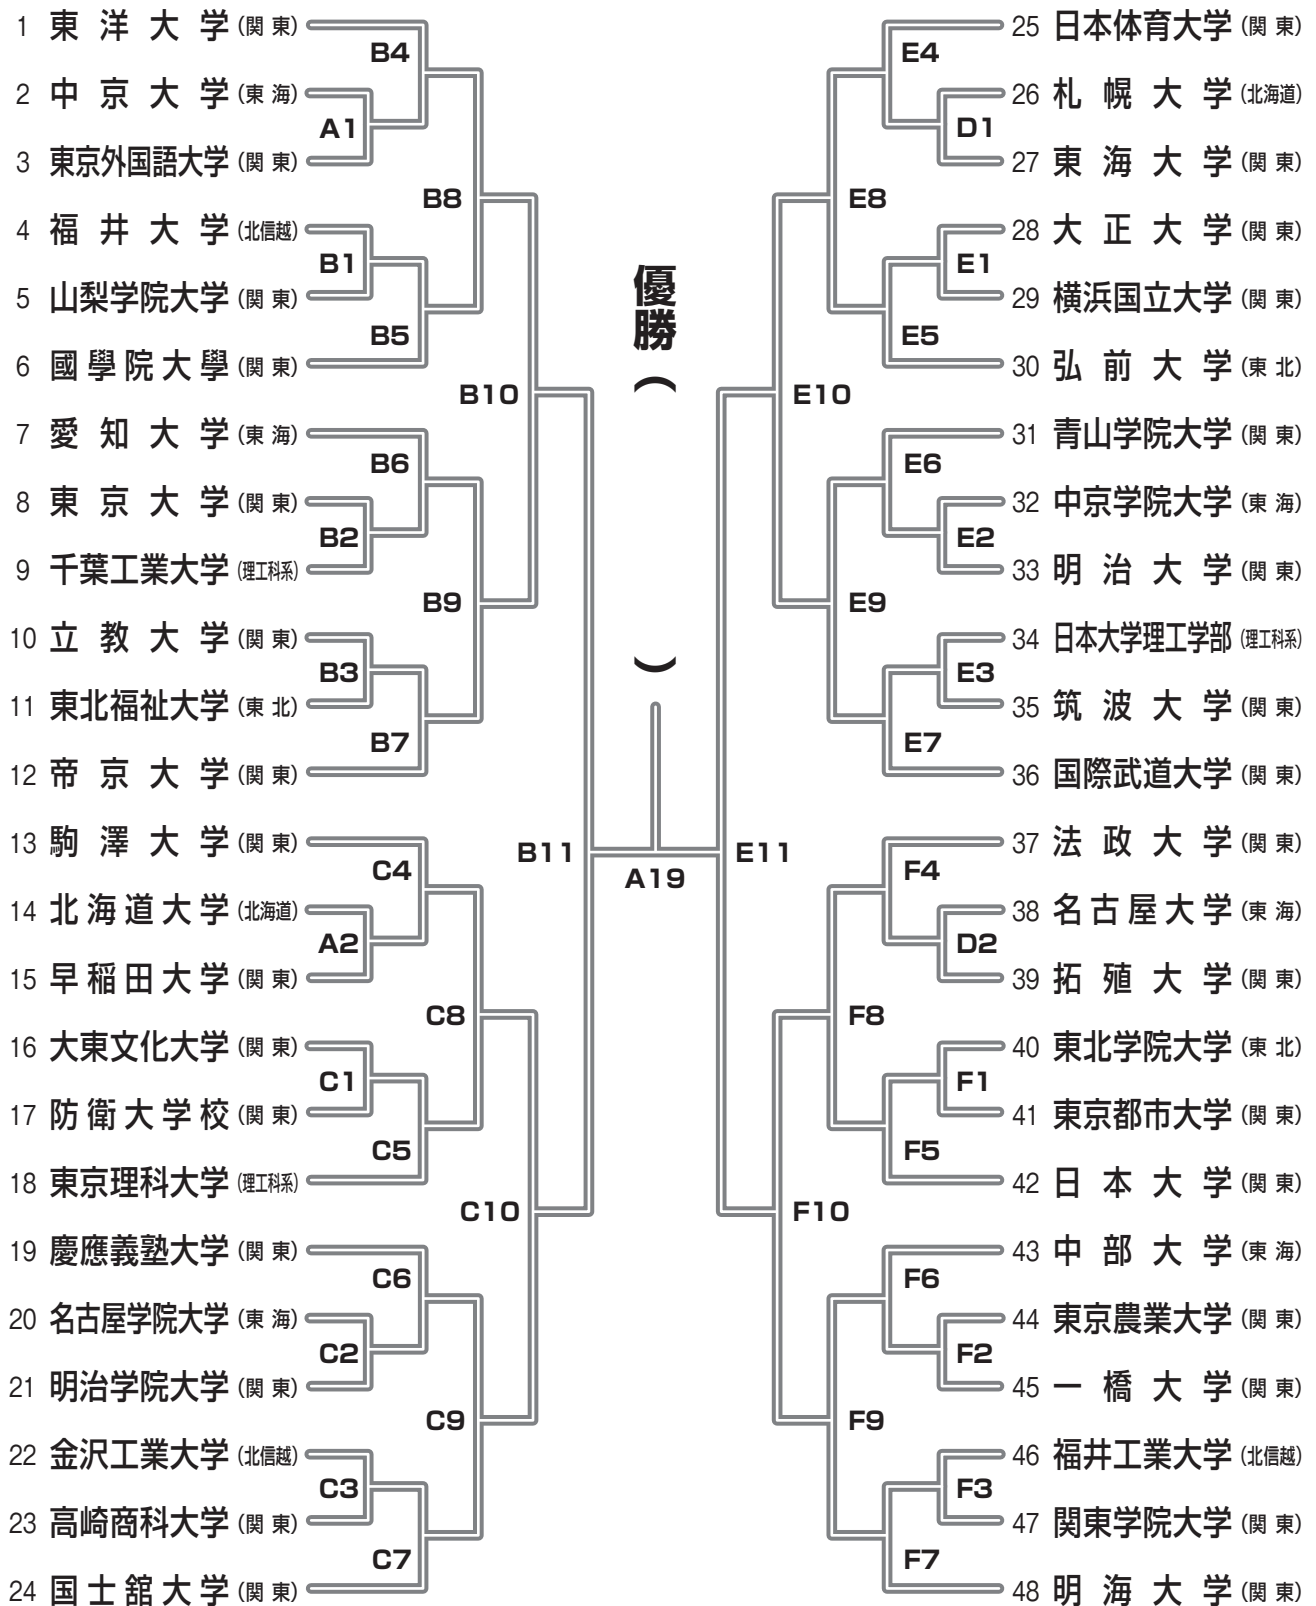 1 東洋大学(関東)
2 中京大学(東海)
3 東京外国語大学(関東)
4 福井大学(北信越)
5 山梨学院大学(関東)
6 國學院大學(関東)
7 愛知大学(東海)
8 東京大学(関東)
9 千葉工業大学(理工科系)
10 立教大学(関東)
11 東北福祉大学(東北)
12 帝京大学(関東)
13 駒澤大学(関東)
14 北海道大学(北海道)
15 早稲田大学(関東)
16 大東文化大学(関東)
17 防衛大学校(関東)
18 東京理科大学(理工科系)
19 慶應義塾大学(関東)
20 名古屋学院大学(東海)
21 明治学院大学(関東)
22 金沢工業大学(北信越)
23 高崎商科大学(関東)
24 国士舘大学(関東)
B4
A1
B8
B1
B5
B10
B6
B2
B9
B3
B7
B11
C4
A2
C8
C1
C5
C10
C6
C2
C9
C3
C7
優勝( )
A19
E4
D1
E8
E1
E5
E10
E6
E2
E9
E3
E7
E11
F4
D2
F8
F1
F5
F10
F6
F2
F9
F3
F7
25 日本体育大学(関東)
26 札幌大学(北海道)
27 東海大学(関東)
28 大正大学(関東)
29 横浜国立大学(関東)
30 弘前大学(東北)
31 青山学院大学(関東)
32 中京学院大学(東海)
33 明治大学(関東)
34 日本大学理工学部(理工科系)
35 筑波大学(関東)
36 国際武道大学(関東)
37 法政大学(関東)
38 名古屋大学(東海)
39 拓殖大学(関東)
40 東北学院大学(東北)
41 東京都市大学(関東)
42 日本大学(関東)
43 中部大学(東海)
44 東京農業大学(関東)
45 一橋大学(関東)
46 福井工業大学(北信越)
47 関東学院大学(関東)
48 明海大学(関東)